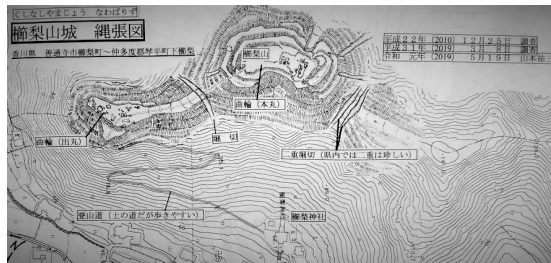 くしなしやまじょう なわばりず
櫛梨山城 縄張図
香川県 善通寺市櫛梨町～仲多度郡琴平町下櫛梨
平成22年（2010）12月25日 調査
平成31年（2019）3月8日 調査
令和元年（2019）5月19日 山本祐三
櫛梨山
曲輪（本丸）
曲輪（出丸）
堀切
二重堀切（県内では二重は珍しい）
登山道（土の道だが歩きやすい）
櫛梨神社